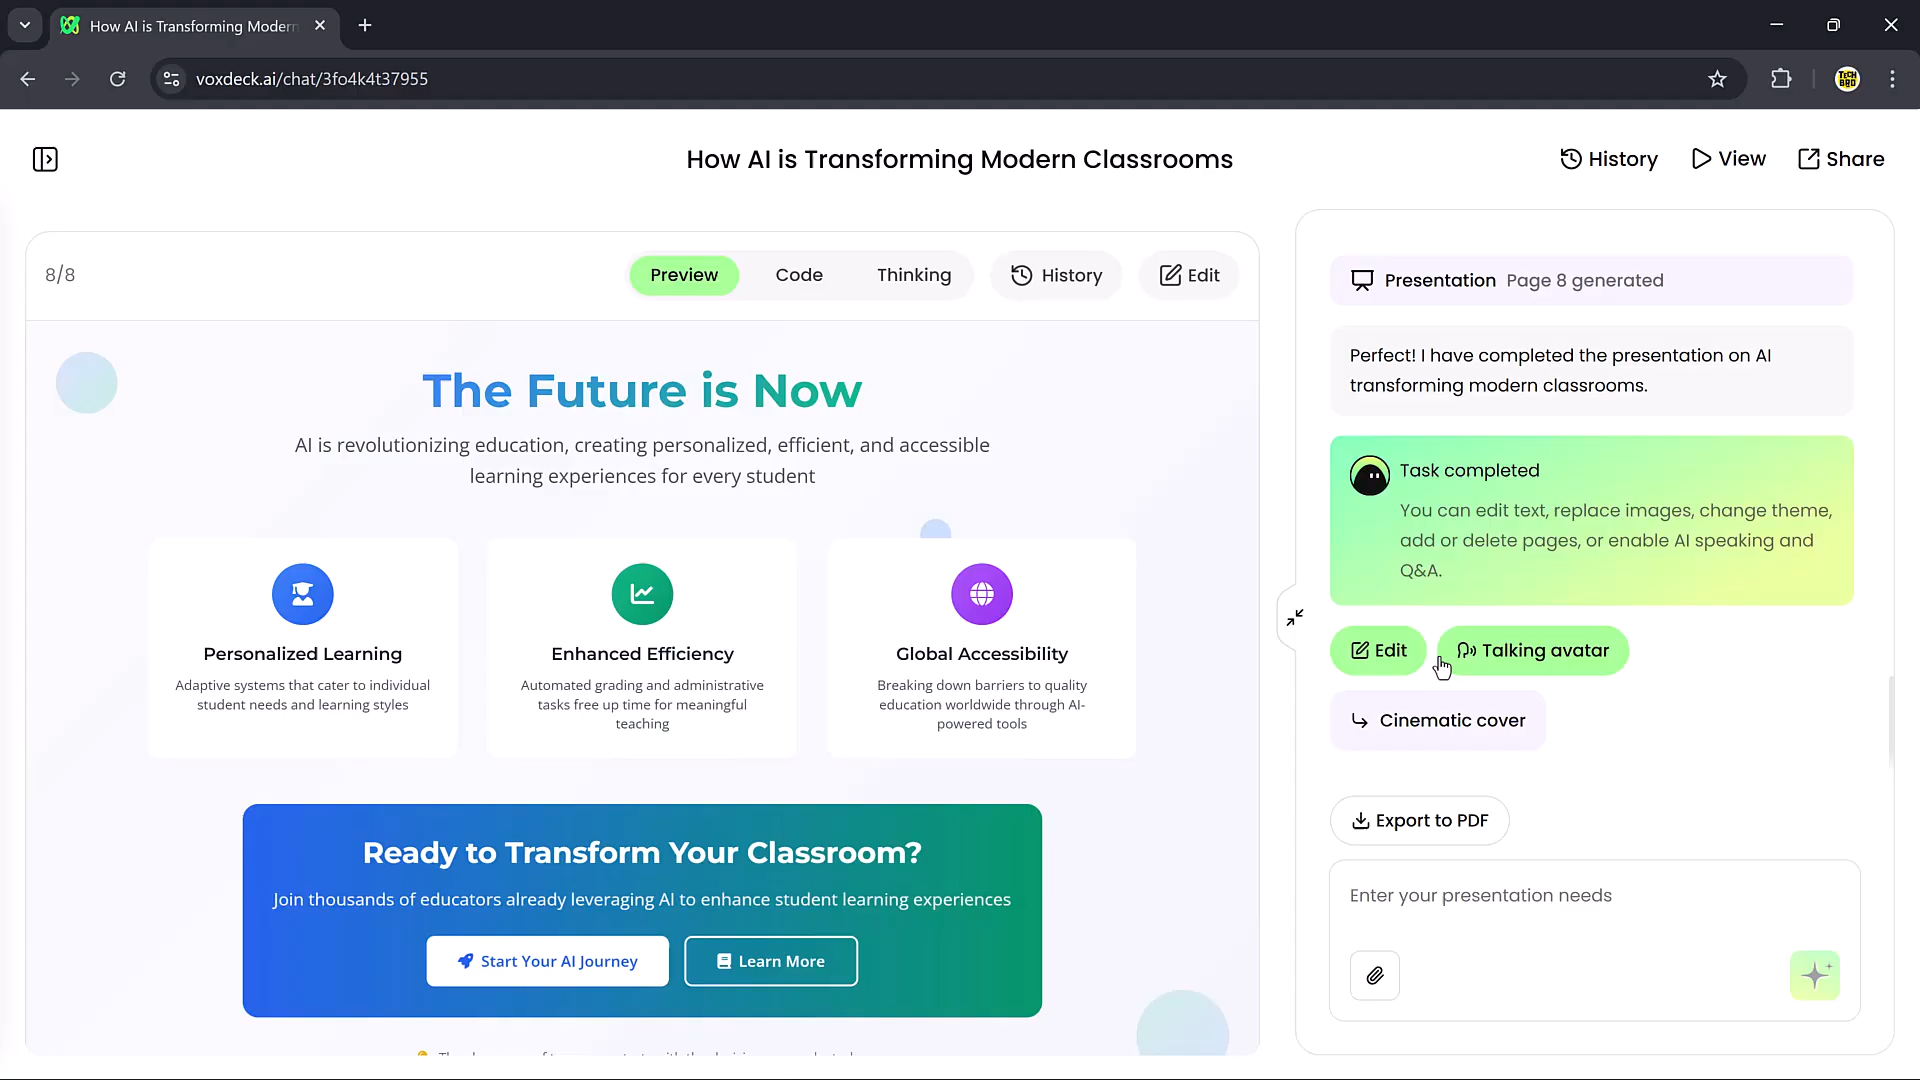 How AI is Transforming Modern
voxdeck.ai/chat/3fo4k4t37955
TECH
BRO
How AI is Transforming Modern Classrooms
History
View
Share
8/8
Preview
Code
Thinking
History
Edit
The Future is Now
AI is revolutionizing education, creating personalized, efficient, and accessible
learning experiences for every student
Personalized Learning
Adaptive systems that cater to individual
student needs and learning styles
Enhanced Efficiency
Automated grading and administrative
tasks free up time for meaningful
teaching
Global Accessibility
Breaking down barriers to quality
education worldwide through AI-
powered tools
Ready to Transform Your Classroom?
Join thousands of educators already leveraging AI to enhance student learning experiences
Start Your AI Journey
Learn More
Presentation Page 8 generated
Perfect! I have completed the presentation on AI
transforming modern classrooms.
Task completed
You can edit text, replace images, change theme,
add or delete pages, or enable AI speaking and
Q&A.
Edit
Talking avatar
Cinematic cover
Export to PDF
Enter your presentation needs